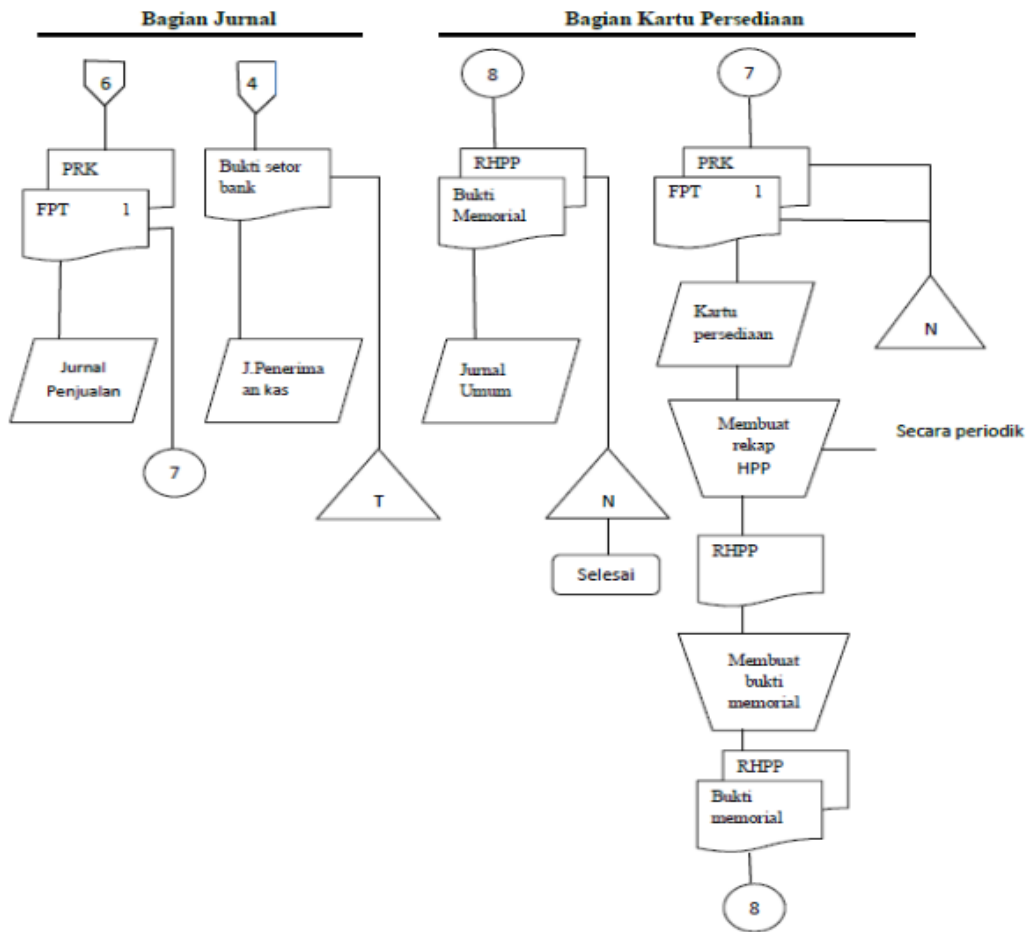 Bagian Jurnal
Bagian Kartu Persediaan
6
4
8
7
PRK
FPT 1
Bukti setor
bank
RHPP
Bukti
Memorial
PRK
FPT 1
Jurnal
Penjualan
J.Penerima
an kas
Jurnal
Umum
Kartu
persediaan
N
7
T
N
Selesai
Membuat
rekap
HPP
Secara periodik
RHPP
Membuat
bukti
memorial
RHPP
Bukti
memorial
8